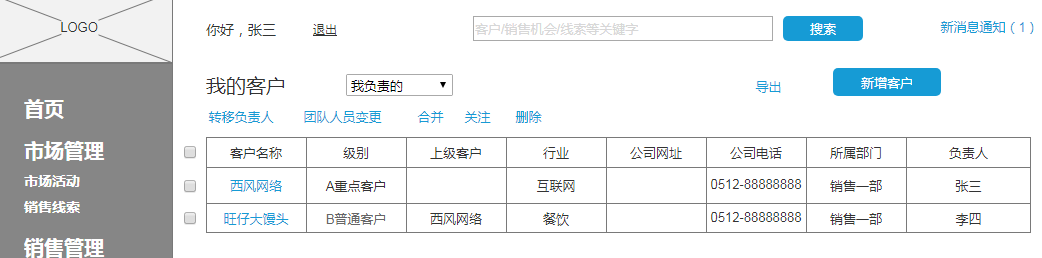 LOGO
你好，张三 退出 客户/销售机会/线索等关键字 搜索 新消息通知（1）
我的客户 我负责的 导出 新增客户
转移负责人 团队人员变更 合并 关注 删除
首页
市场管理
市场活动
销售线索
销售管理
客户名称 级别 上级客户 行业 公司网址 公司电话 所属部门 负责人
西风网络 A重点客户 互联网 0512-88888888 销售一部 张三
旺仔大馒头 B普通客户 西风网络 餐饮 0512-88888888 销售一部 李四